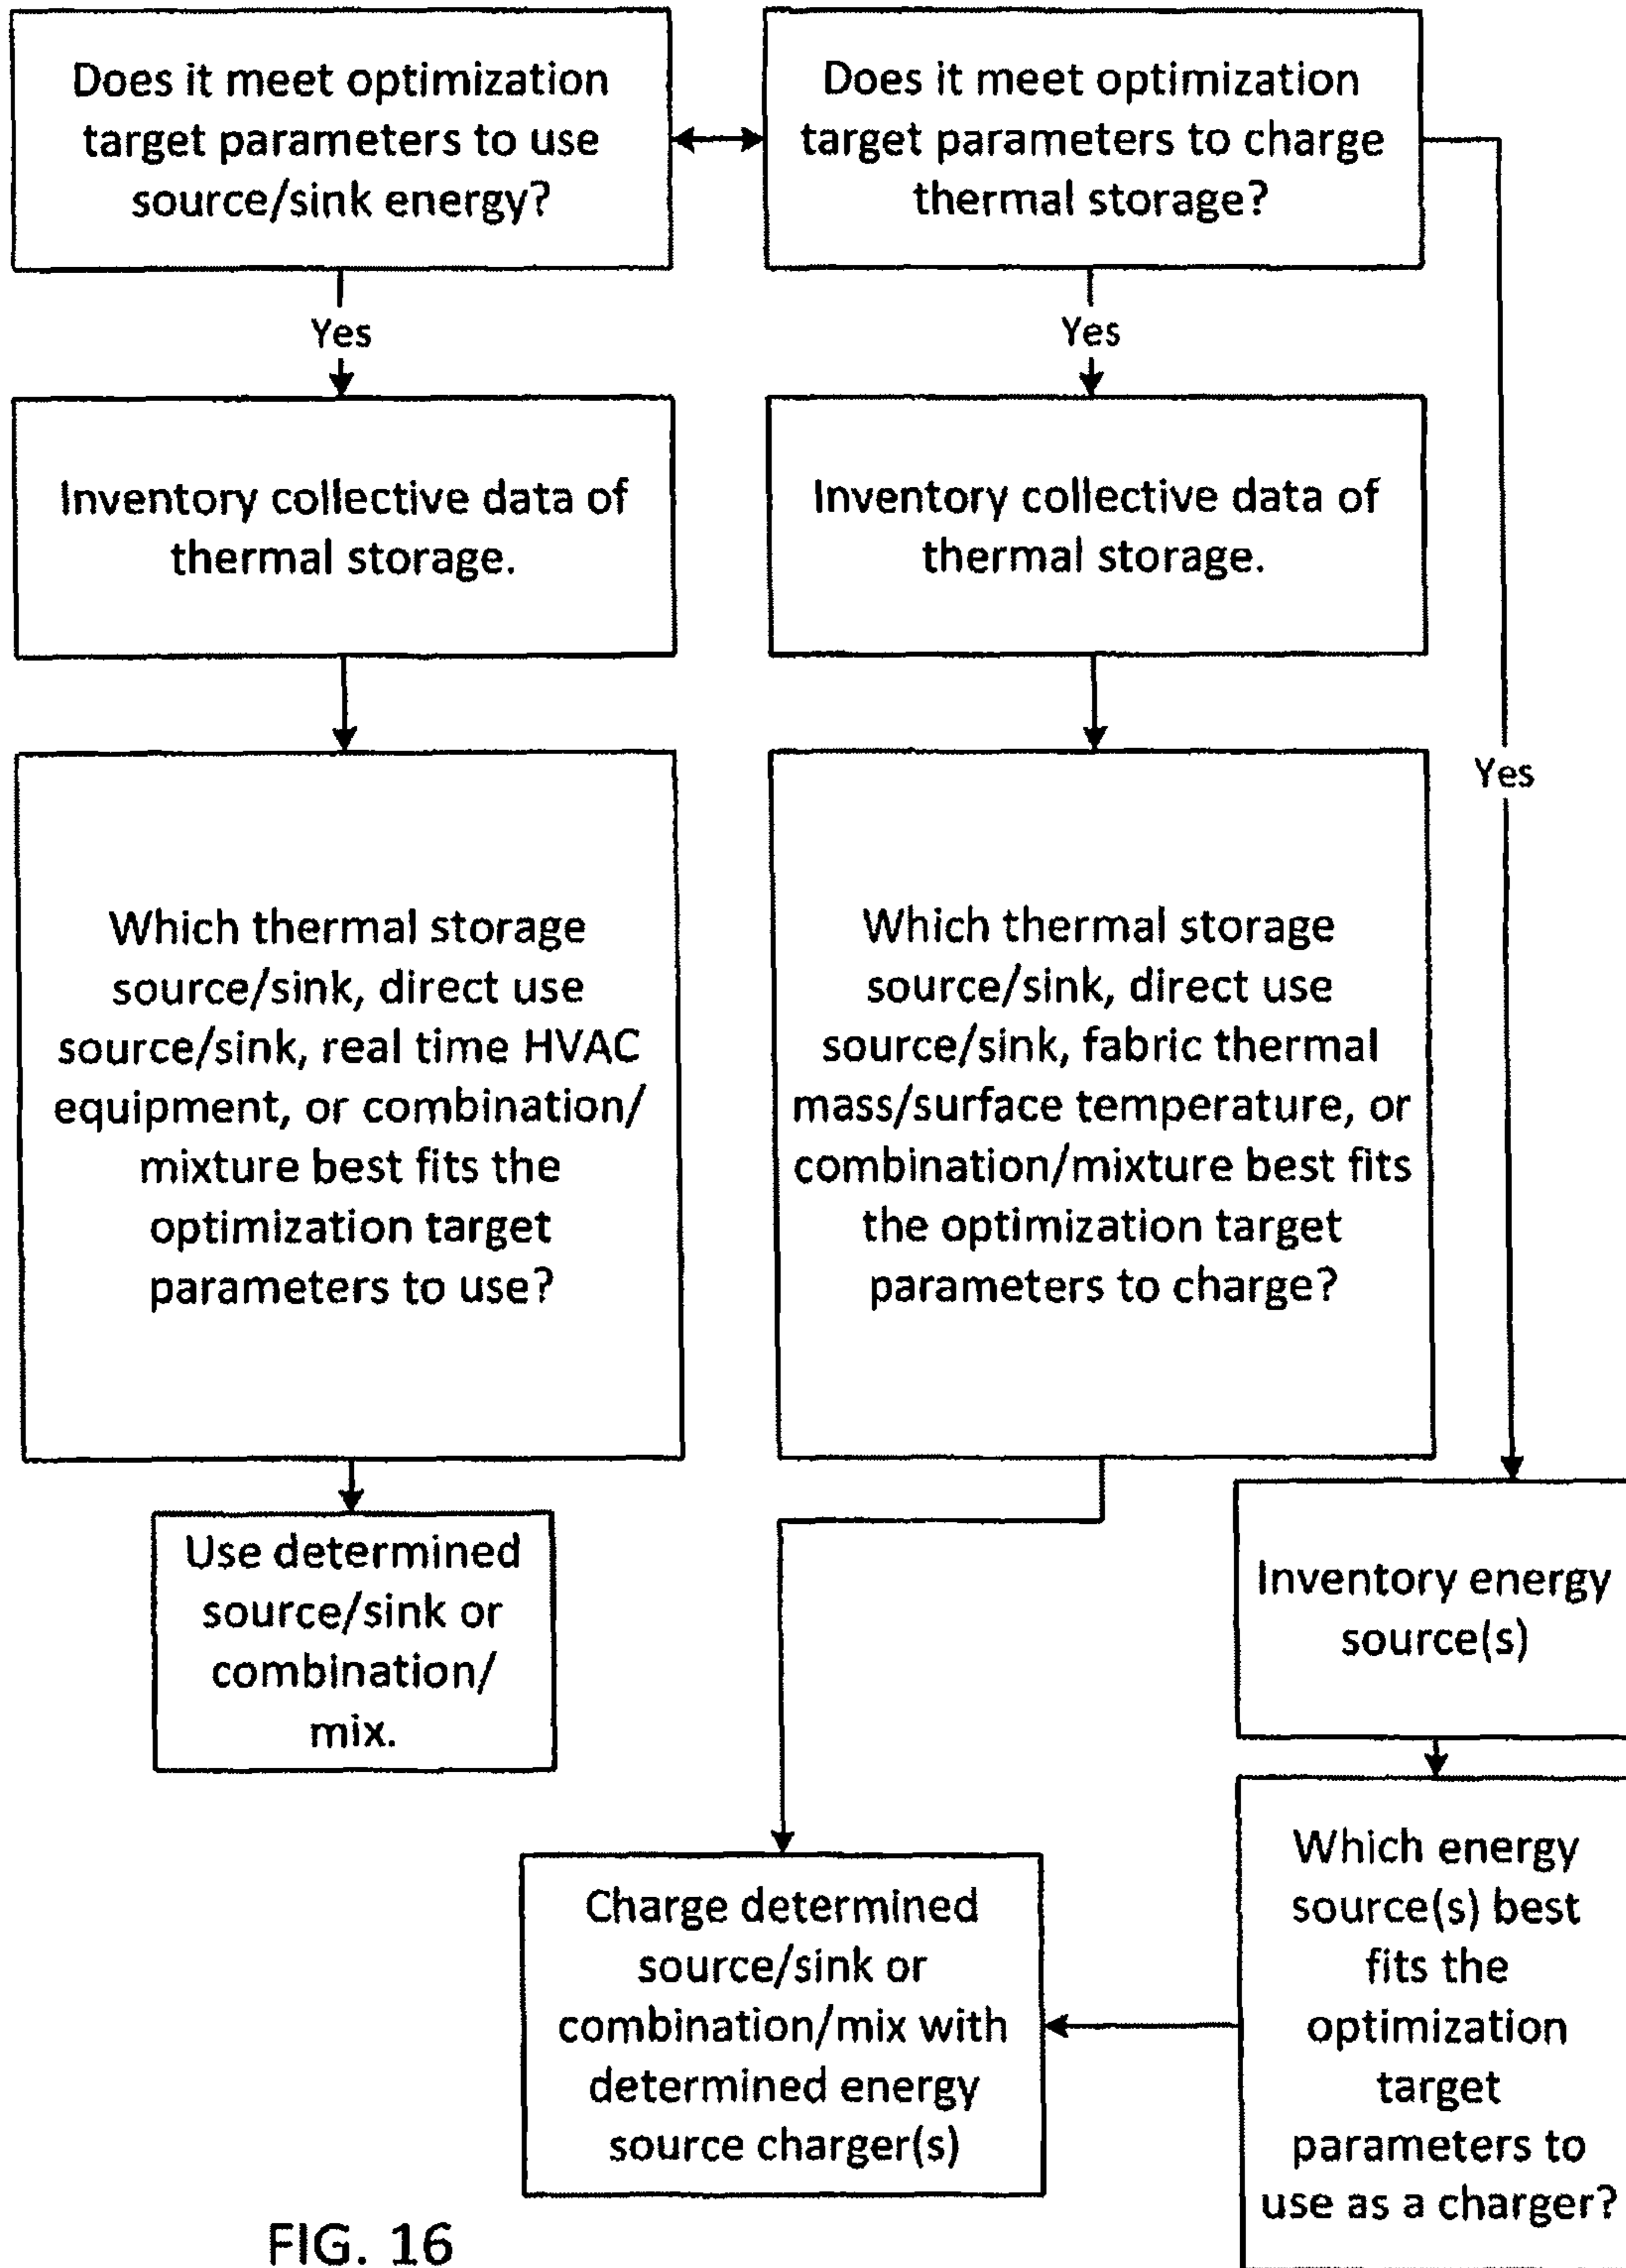 Does it meet optimization
target parameters to use
source/sink energy?
Does it meet optimization
target parameters to charge
thermal storage?
Yes
Yes
Inventory collective data of
thermal storage.
Inventory collective data of
thermal storage.
Yes
Which thermal storage
source/sink, direct use
source/sink, real time HVAC
equipment, or combination/
mixture best fits the
optimization target
parameters to use?
Which thermal storage
source/sink, direct use
source/sink, fabric thermal
mass/surface temperature, or
combination/mixture best fits
the optimization target
parameters to charge?
Use determined
source/sink or
combination/
mix.
Inventory energy
source(s)
Charge determined
source/sink or
combination/mix with
determined energy
source charger(s)
Which energy
source(s) best
fits the
optimization
target
parameters to
use as a charger?
FIG. 16